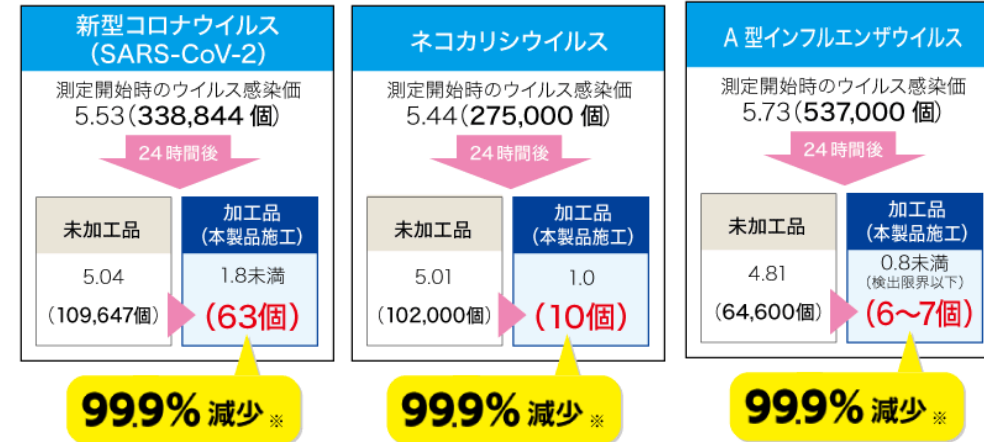 新型コロナウイルス
(SARS-CoV-2)
測定開始時のウイルス感染価
5.53(338,844 個)
24時間後
未加工品
5.04
(109,647個)
加工品
(本製品施工)
1.8未満
(63個)
99.9% 減少 ※
ネコカリシウイルス
測定開始時のウイルス感染価
5.44(275,000 個)
24時間後
未加工品
5.01
(102,000個)
加工品
(本製品施工)
1.0
(10個)
99.9% 減少 ※
A 型インフルエンザウイルス
測定開始時のウイルス感染価
5.73(537,000 個)
24時間後
未加工品
4.81
(64,600個)
加工品
(本製品施工)
0.8未満
(検出限界以下)
(6〜7個)
99.9% 減少 ※